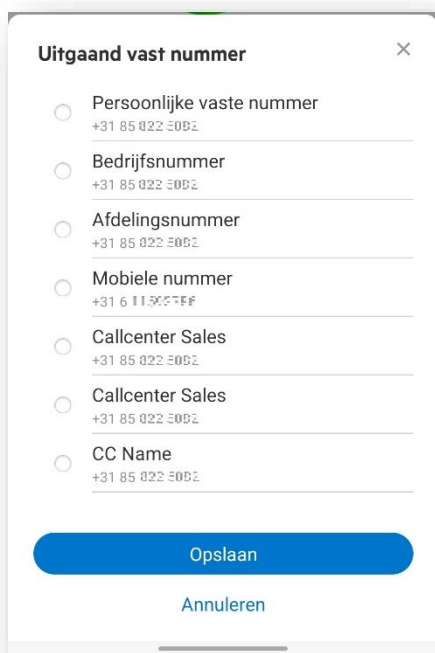 Uitgaand vast nummer
Persoonlijke vaste nummer
+31 85
Bedrijfsnummer
+31 85
Afdelingsnummer
+31 85
Mobiele nummer
+31 6
Callcenter Sales
+31 85
Callcenter Sales
+31 85
CC Name
+31 85
Opslaan
Annuleren